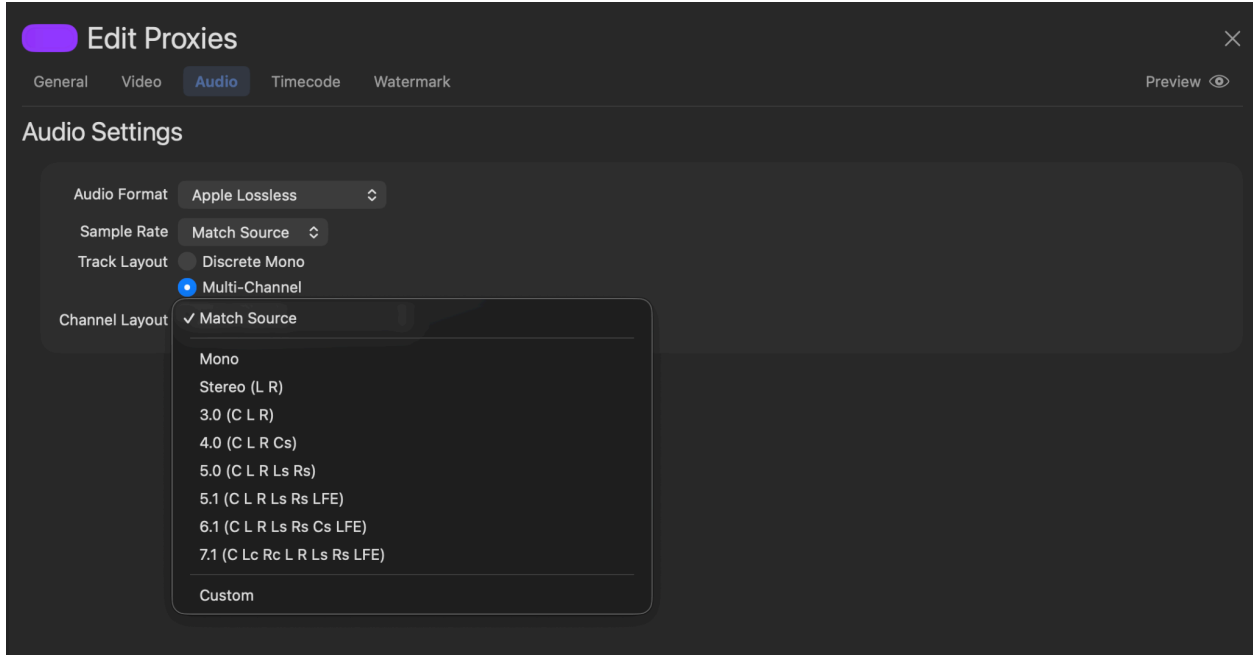 Edit Proxies
General Video Audio Timecode Watermark Preview
Audio Settings
Audio Format Apple Lossless
Sample Rate Match Source
Track Layout Discrete Mono
Multi-Channel
Channel Layout ✓ Match Source
Mono
Stereo (L R)
3.0 (C L R)
4.0 (C L R Cs)
5.0 (C L R Ls Rs)
5.1 (C L R Ls Rs LFE)
6.1 (C L R Ls Rs Cs LFE)
7.1 (C Lc Rc L R Ls Rs LFE)
Custom